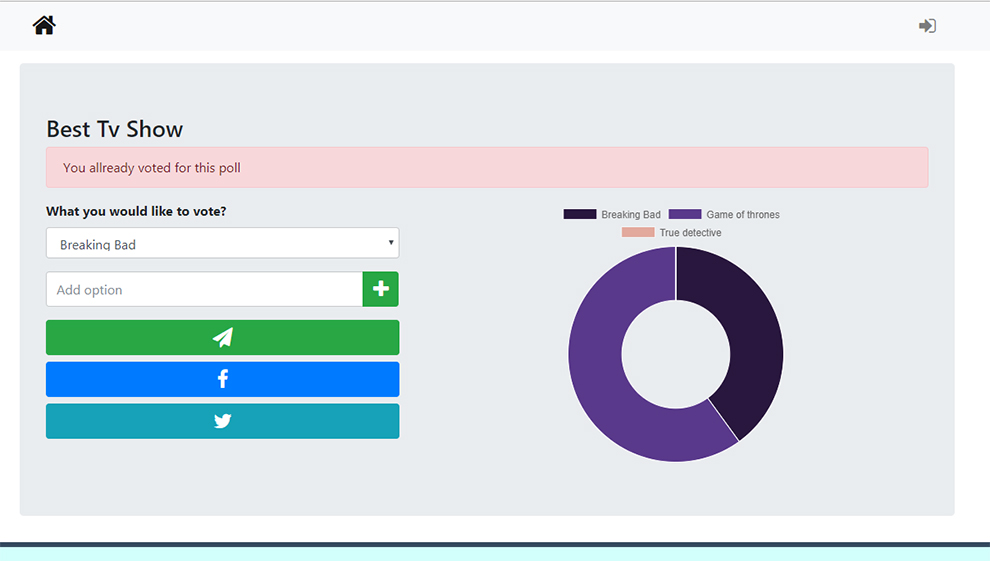 Best Tv Show
You allready voted for this poll
What you would like to vote?
Breaking Bad
Add option
Breaking Bad Game of thrones
True detective